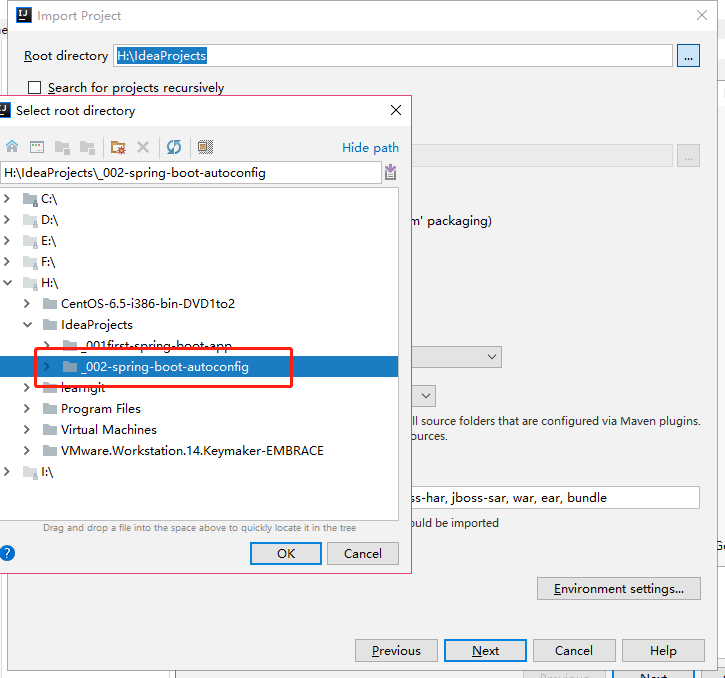 Import Project
Root directory H:\IdeaProjects ...
Search for projects recursively
Select root directory
Hide path
H:\IdeaProjects\_002-spring-boot-autoconfig
...
C:\
D:\
m' packaging)
E:\
F:\
H:\
CentOS-6.5-i386-bin-DVD1to2
IdeaProjects
_001first-spring-boot-app
_002-spring-boot-autoconfig
learngit
Program Files
ll source folders that are configured via Maven plugins.
Virtual Machines
ources.
VMware.Workstation.14.Keymaker-EMBRACE
I:\
ss-har, jboss-sar, war, ear, bundle
Drag and drop a file into the space above to quickly locate it in the tree
ould be imported
? OK Cancel
Environment settings...
Previous Next Cancel Help
Previous Next